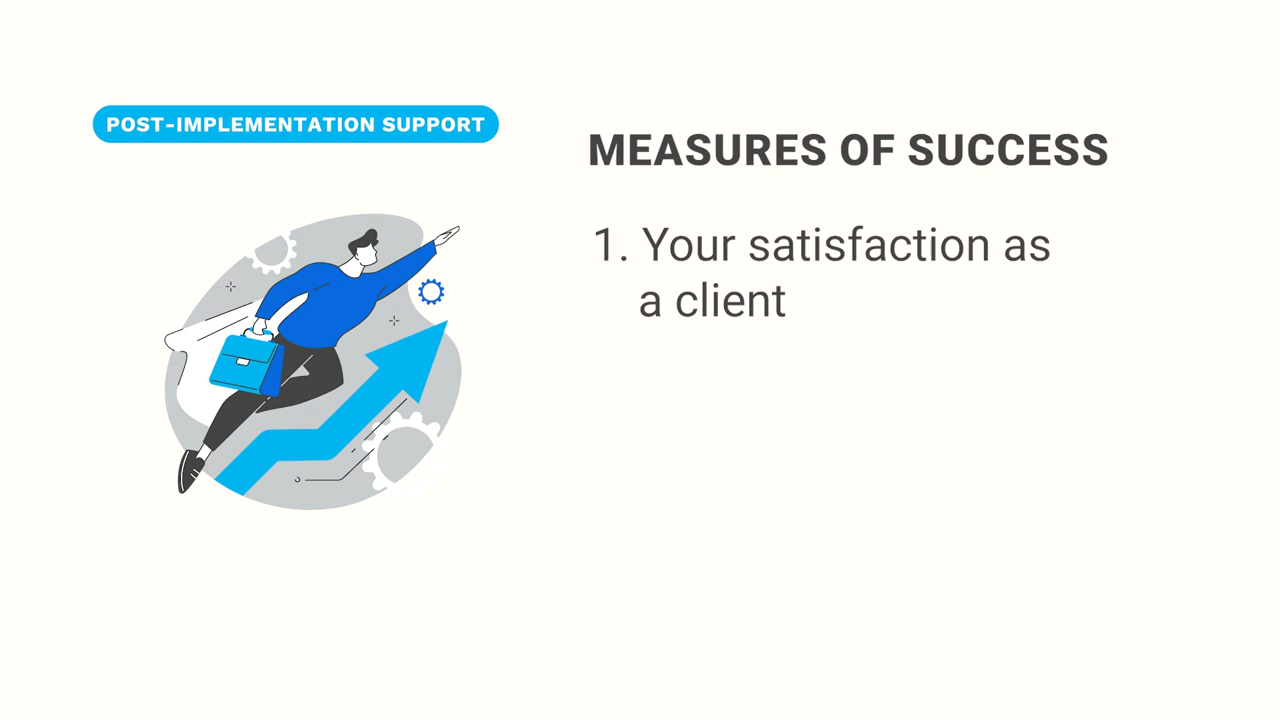 POST-IMPLEMENTATION SUPPORT
MEASURES OF SUCCESS
1. Your satisfaction as
a client